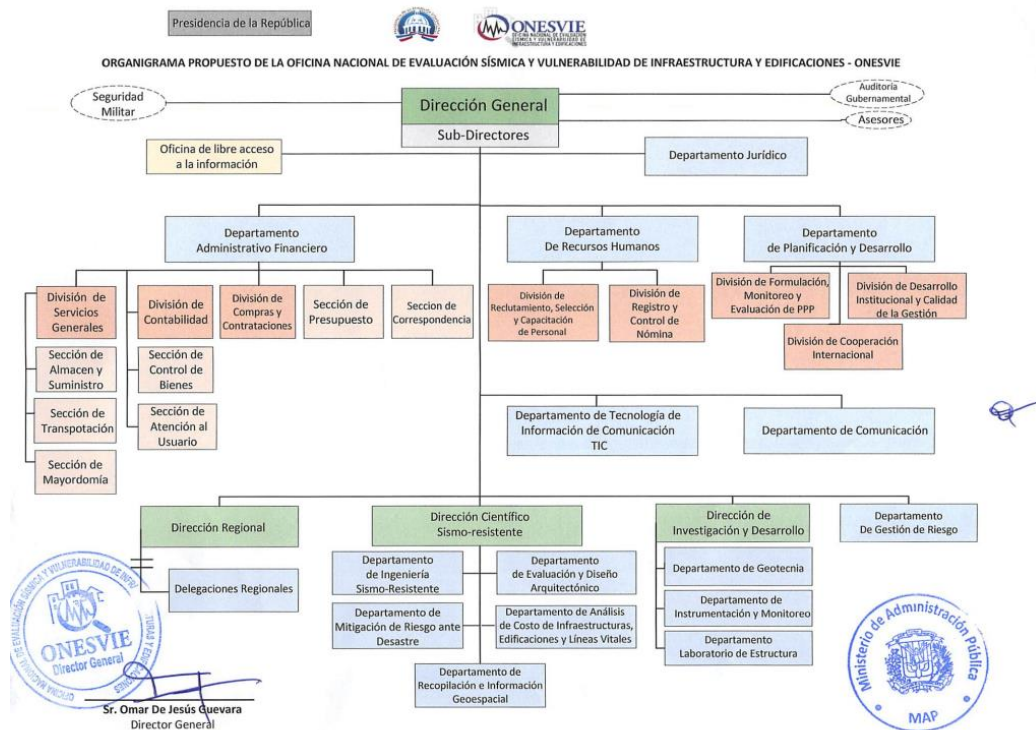 Presidencia de la República
ONESVIE
OFICINA NACIONAL DE EVALUACIÓN
SÍSMICA Y VULNERABILIDAD DE
INFRAESTRUCTURA Y EDIFICACIONES
ORGANIGRAMA PROPUESTO DE LA OFICINA NACIONAL DE EVALUACIÓN SÍSMICA Y VULNERABILIDAD DE INFRAESTRUCTURA Y EDIFICACIONES - ONESVIE
Seguridad
Militar
Dirección General
Sub-Directores
Auditoría
Gubernamental
Asesores
Oficina de libre acceso
a la información
Departamento Jurídico
Departamento
Administrativo Financiero
Departamento
De Recursos Humanos
Departamento
de Planificación y Desarrollo
División de
Servicios
Generales
División de
Contabilidad
División de
Compras y
Contrataciones
Sección de
Presupuesto
Seccion de
Correspondencia
División de
Reclutamiento, Selección
y Capacitación
de Personal
División de
Registro y
Control de
Nómina
División de Formulación,
Monitoreo y
Evaluación de PPP
División de Desarrollo
Institucional y Calidad
de la Gestión
División de Cooperación
Internacional
Sección de
Almacen y
Suministro
Sección de
Control de
Bienes
Sección de
Transpotación
Sección de
Atención al
Usuario
Sección de
Mayordomía
Departamento de Tecnología de
Información de Comunicación
TIC
Departamento de Comunicación
Dirección Regional
Dirección Científico
Sismo-resistente
Dirección de
Investigación y Desarrollo
Departamento
De Gestión de Riesgo
Delegaciones Regionales
Departamento
de Ingeniería
Sismo-Resistente
Departamento
de Evaluación y Diseño
Arquitectónico
Departamento de
Mitigación de Riesgo ante
Desastre
Departamento de Análisis
de Costo de Infraestructuras,
Edificaciones y Líneas Vitales
Departamento de
Recopilación e Información
Geoespacial
Departamento de Geotecnia
Departamento de
Instrumentación y Monitoreo
Departamento
Laboratorio de Estructura
ONESVIE
Director General
Sr. Omar De Jesús Guevara
Director General
Ministerio de Administración Pública
MAP